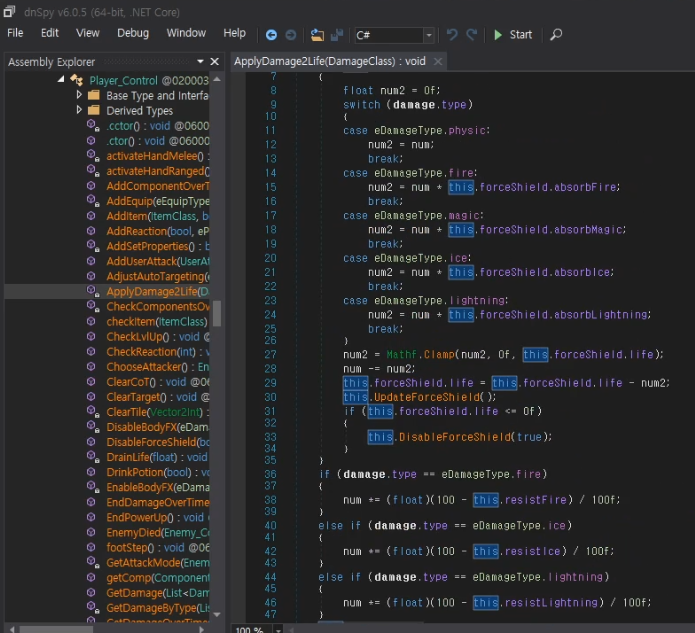 dnSpy v6.0.5 (64-bit, .NET Core)
File Edit View Debug Window Help C# Start
Assembly Explorer
Player_Control @020003
Base Type and Interfa
Derived Types
.cctor() : void @0600
.ctor() : void @06000
activateHandMelee() :
activateHandRanged()
AddComponentOverT
AddEquip(eEquipType
AddItem(ItemClass, b
AddReaction(bool, eP
AddSetProperties() : b
AddUserAttack(UserAt
AdjustAutoTargeting(e
ApplyDamage2Life(D
CheckComponentsOv
checkItem(ItemClass)
CheckLvlUp() : void @
CheckReaction(int) : v
ChooseAttacker() : En
ClearCoT() : void @06
ClearTarget() : void @
ClearTile(Vector2Int) :
DisableBodyFX(eDama
DisableForceShield(bo
DrainLife(float) : void
DrinkPotion(bool) : vo
EnableBodyFX(eDama
EndDamageOverTime
EndPowerUp() : void
EnemyDied(Enemy_Co
footStep() : void @06
GetAttackMode(Enem
getComp(Component
GetDamage(List<Dam
GetDamageByType(Lis
ApplyDamage2Life(DamageClass) : void
7 {
8 float num2 = 0f;
9 switch (damage.type)
10 {
11 case eDamageType.physic:
12 num2 = num;
13 break;
14 case eDamageType.fire:
15 num2 = num * this.forceShield.absorbFire;
16 break;
17 case eDamageType.magic:
18 num2 = num * this.forceShield.absorbMagic;
19 break;
20 case eDamageType.ice:
21 num2 = num * this.forceShield.absorbIce;
22 break;
23 case eDamageType.lightning:
24 num2 = num * this.forceShield.absorbLightning;
25 break;
26 }
27 num2 = Mathf.Clamp(num2, 0f, this.forceShield.life);
28 num -= num2;
29 this.forceShield.life = this.forceShield.life - num2;
30 this.UpdateForceShield();
31 if (this.forceShield.life <= 0f)
32 {
33 this.DisableForceShield(true);
34 }
35 }
36 if (damage.type == eDamageType.fire)
37 {
38 num += (float)(100 - this.resistFire) / 100f;
39 }
40 else if (damage.type == eDamageType.ice)
41 {
42 num += (float)(100 - this.resistIce) / 100f;
43 }
44 else if (damage.type == eDamageType.lightning)
45 {
46 num += (float)(100 - this.resistLightning) / 100f;
47 }
100 %